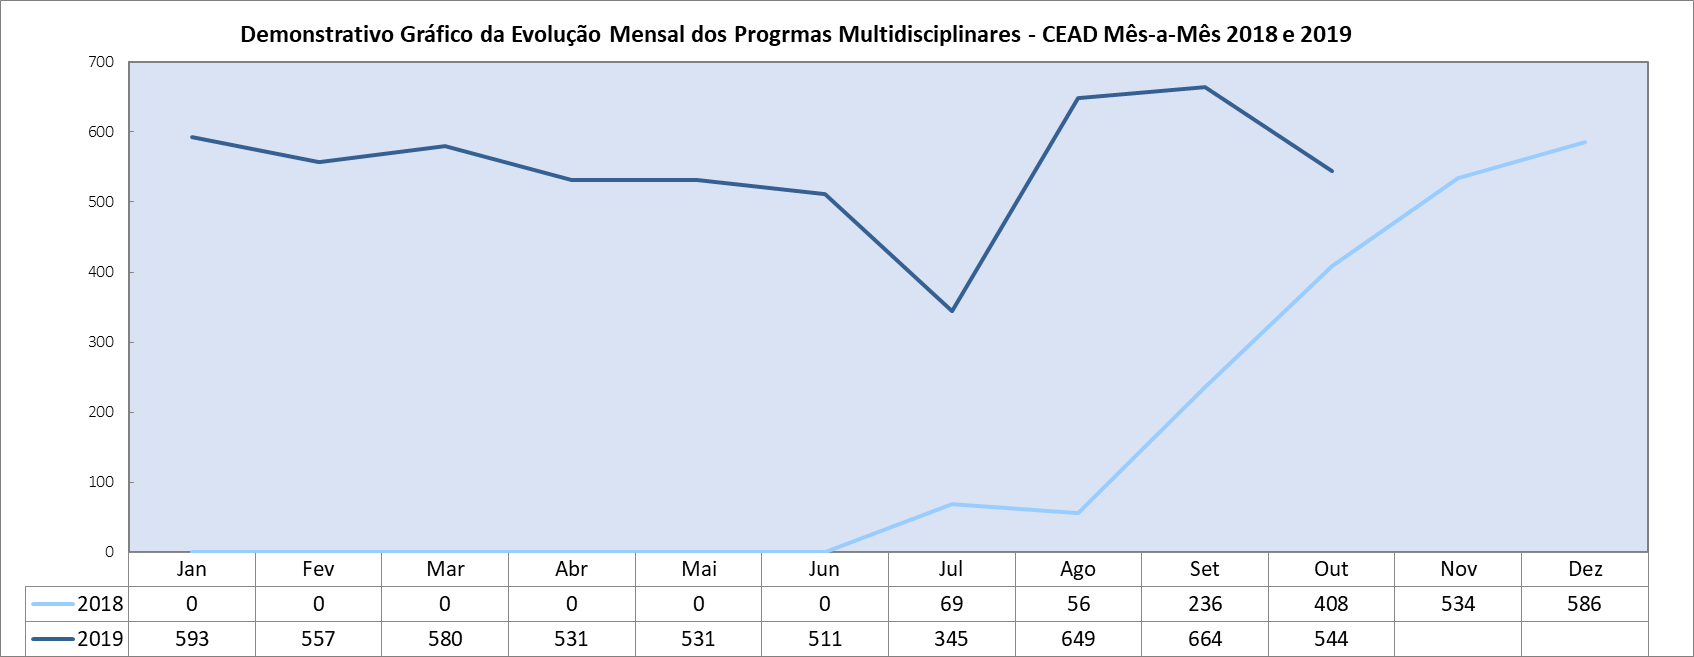 Demonstrativo Gráfico da Evolução Mensal dos Progrmas Multidisciplinares - CEAD Mês-a-Mês 2018 e 2019
700
600
500
400
300
200
100
0
Jan Fev Mar Abr Mai Jun Jul Ago Set Out Nov Dez
2018 0 0 0 0 0 0 69 56 236 408 534 586
2019 593 557 580 531 531 511 345 649 664 544